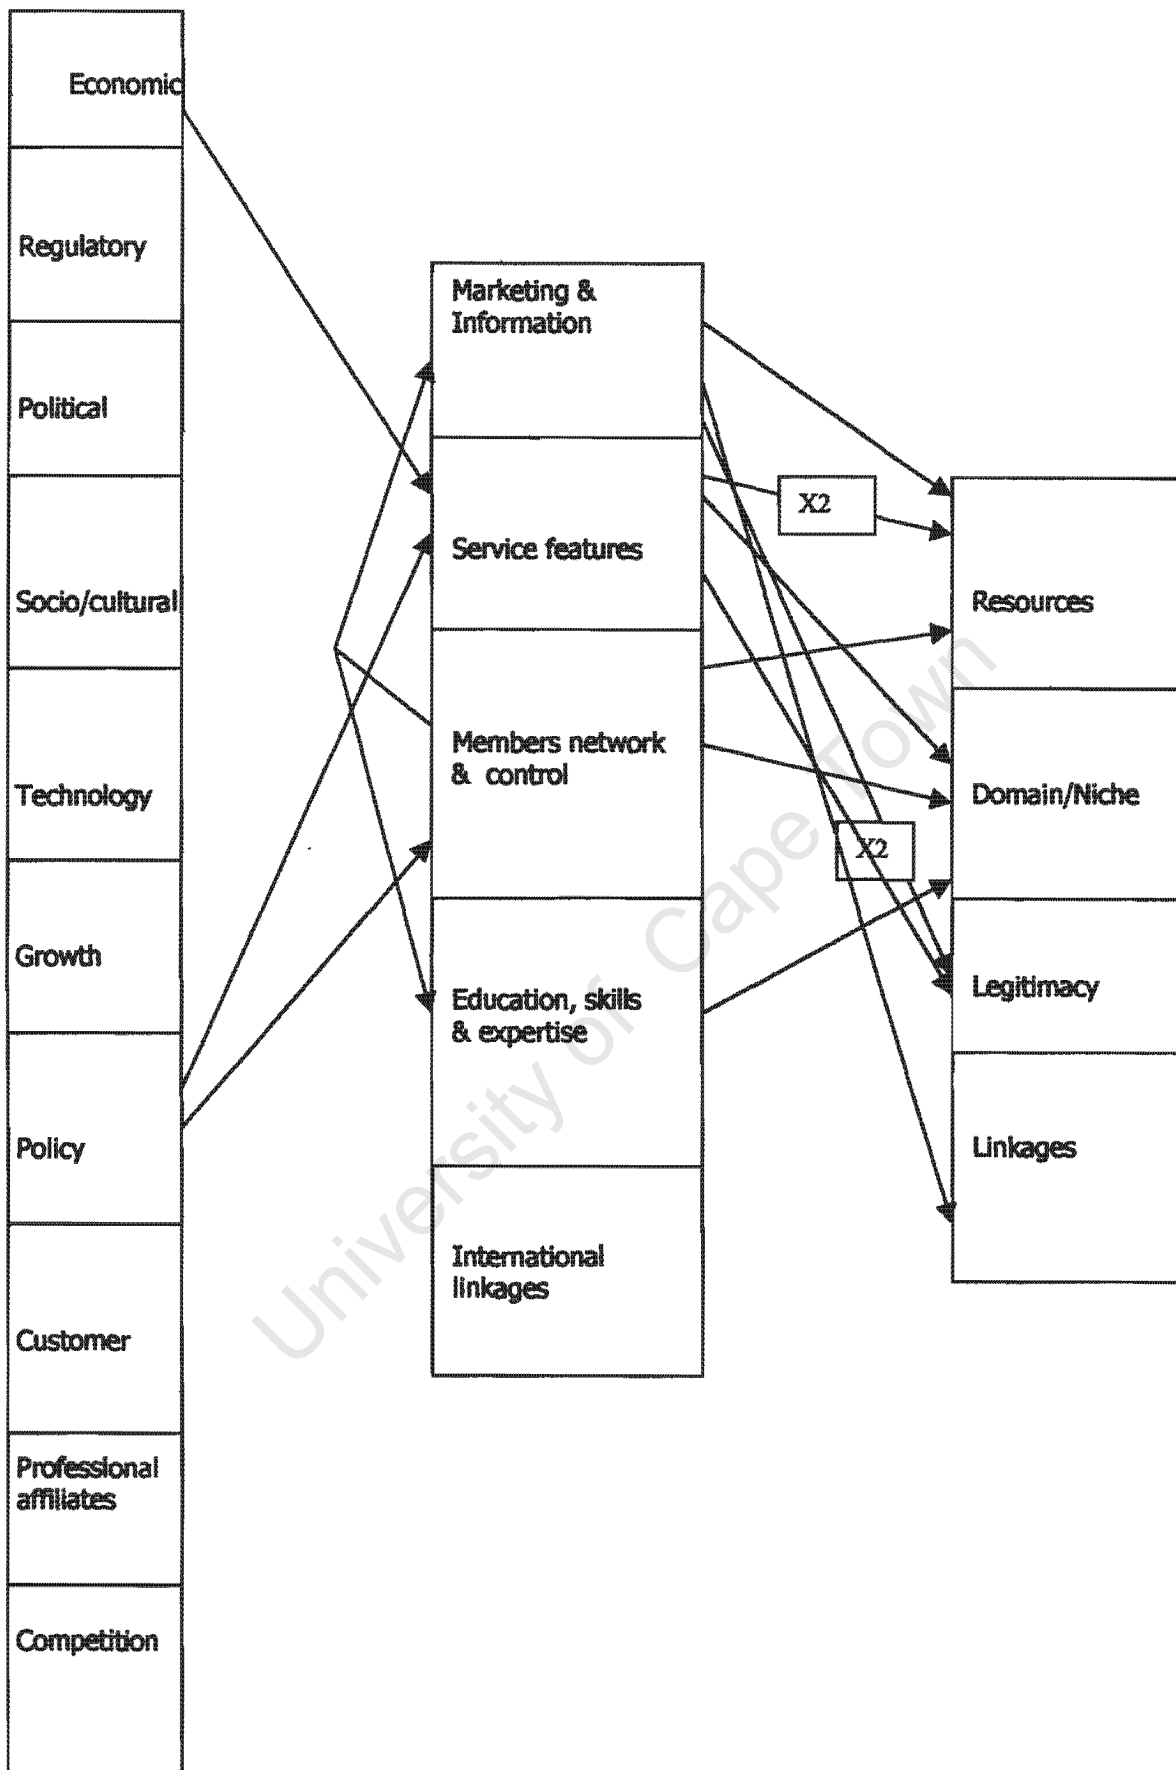 Economic
Regulatory
Political
Socio/cultural
Technology
Growth
Policy
Customer
Professional
affiliates
Competition
Marketing &
Information
Service features
Members network
& control
Education, skills
& expertise
International
linkages
X2
X2
Resources
Domain/Niche
Legitimacy
Linkages
University of Cape Town